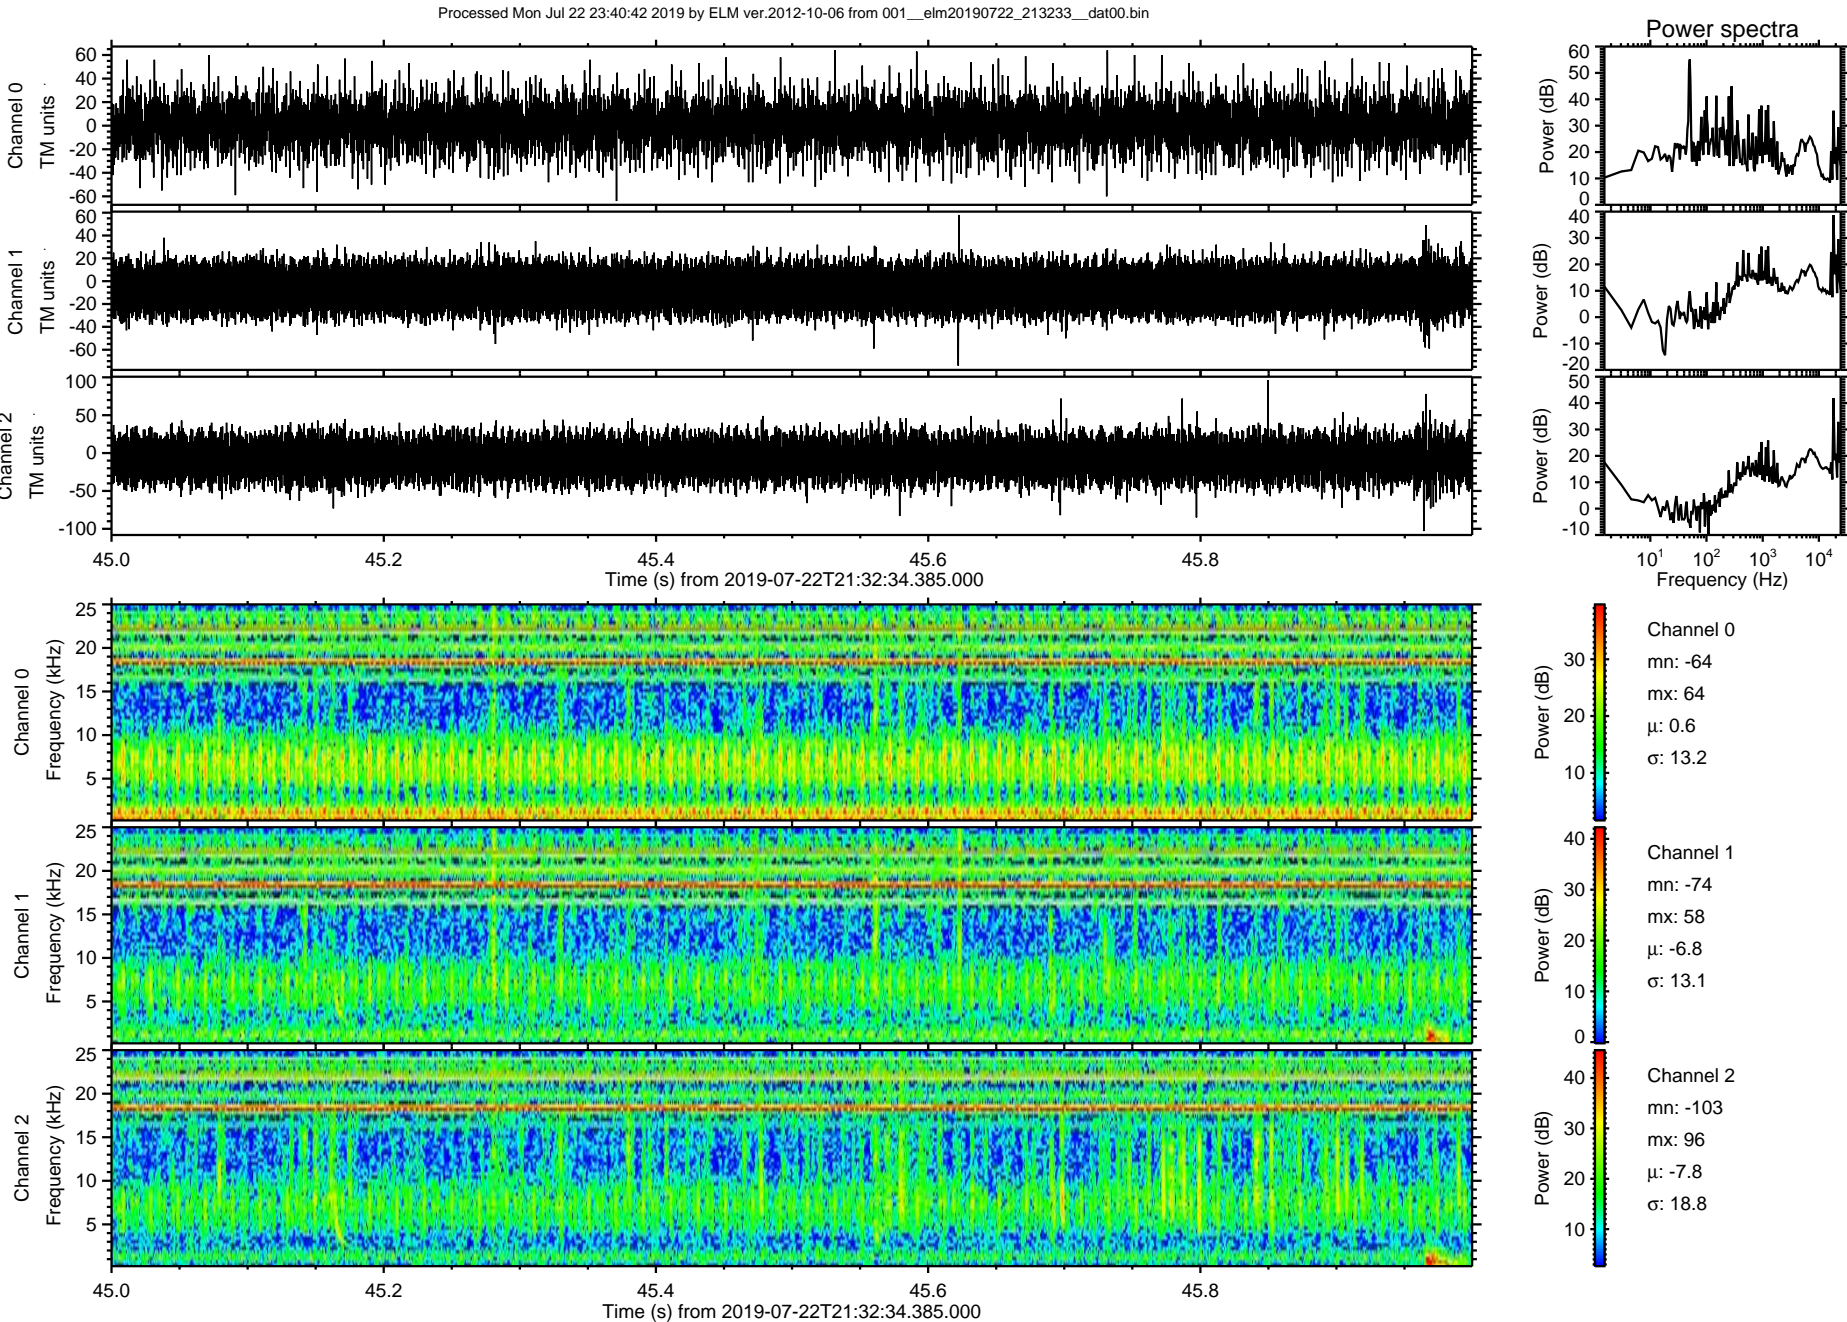 Processed Mon Jul 22 23:40:42 2019 by ELM ver.2012-10-06 from 001__elm20190722_213233__dat00.bin
Power spectra
Channel 0
TM units
60
40
20
0
-20
-40
-60
Power (dB)
60
50
40
30
20
10
0
Channel 1
TM units
60
40
20
0
-20
-40
-60
Power (dB)
40
30
20
10
0
-10
-20
Channel 2
TM units
100
50
0
-50
-100
Power (dB)
50
40
30
20
10
0
-10
45.0 45.2 45.4 45.6 45.8
Time (s) from 2019-07-22T21:32:34.385.000
10^1 10^2 10^3 10^4
Frequency (Hz)
Channel 0
Frequency (kHz)
25
20
15
10
5
Power (dB)
30
20
10
Channel 0
mn: -64
mx: 64
μ: 0.6
σ: 13.2
Channel 1
Frequency (kHz)
25
20
15
10
5
Power (dB)
40
30
20
10
0
Channel 1
mn: -74
mx: 58
μ: -6.8
σ: 13.1
Channel 2
Frequency (kHz)
25
20
15
10
5
Power (dB)
40
30
20
10
Channel 2
mn: -103
mx: 96
μ: -7.8
σ: 18.8
45.0 45.2 45.4 45.6 45.8
Time (s) from 2019-07-22T21:32:34.385.000